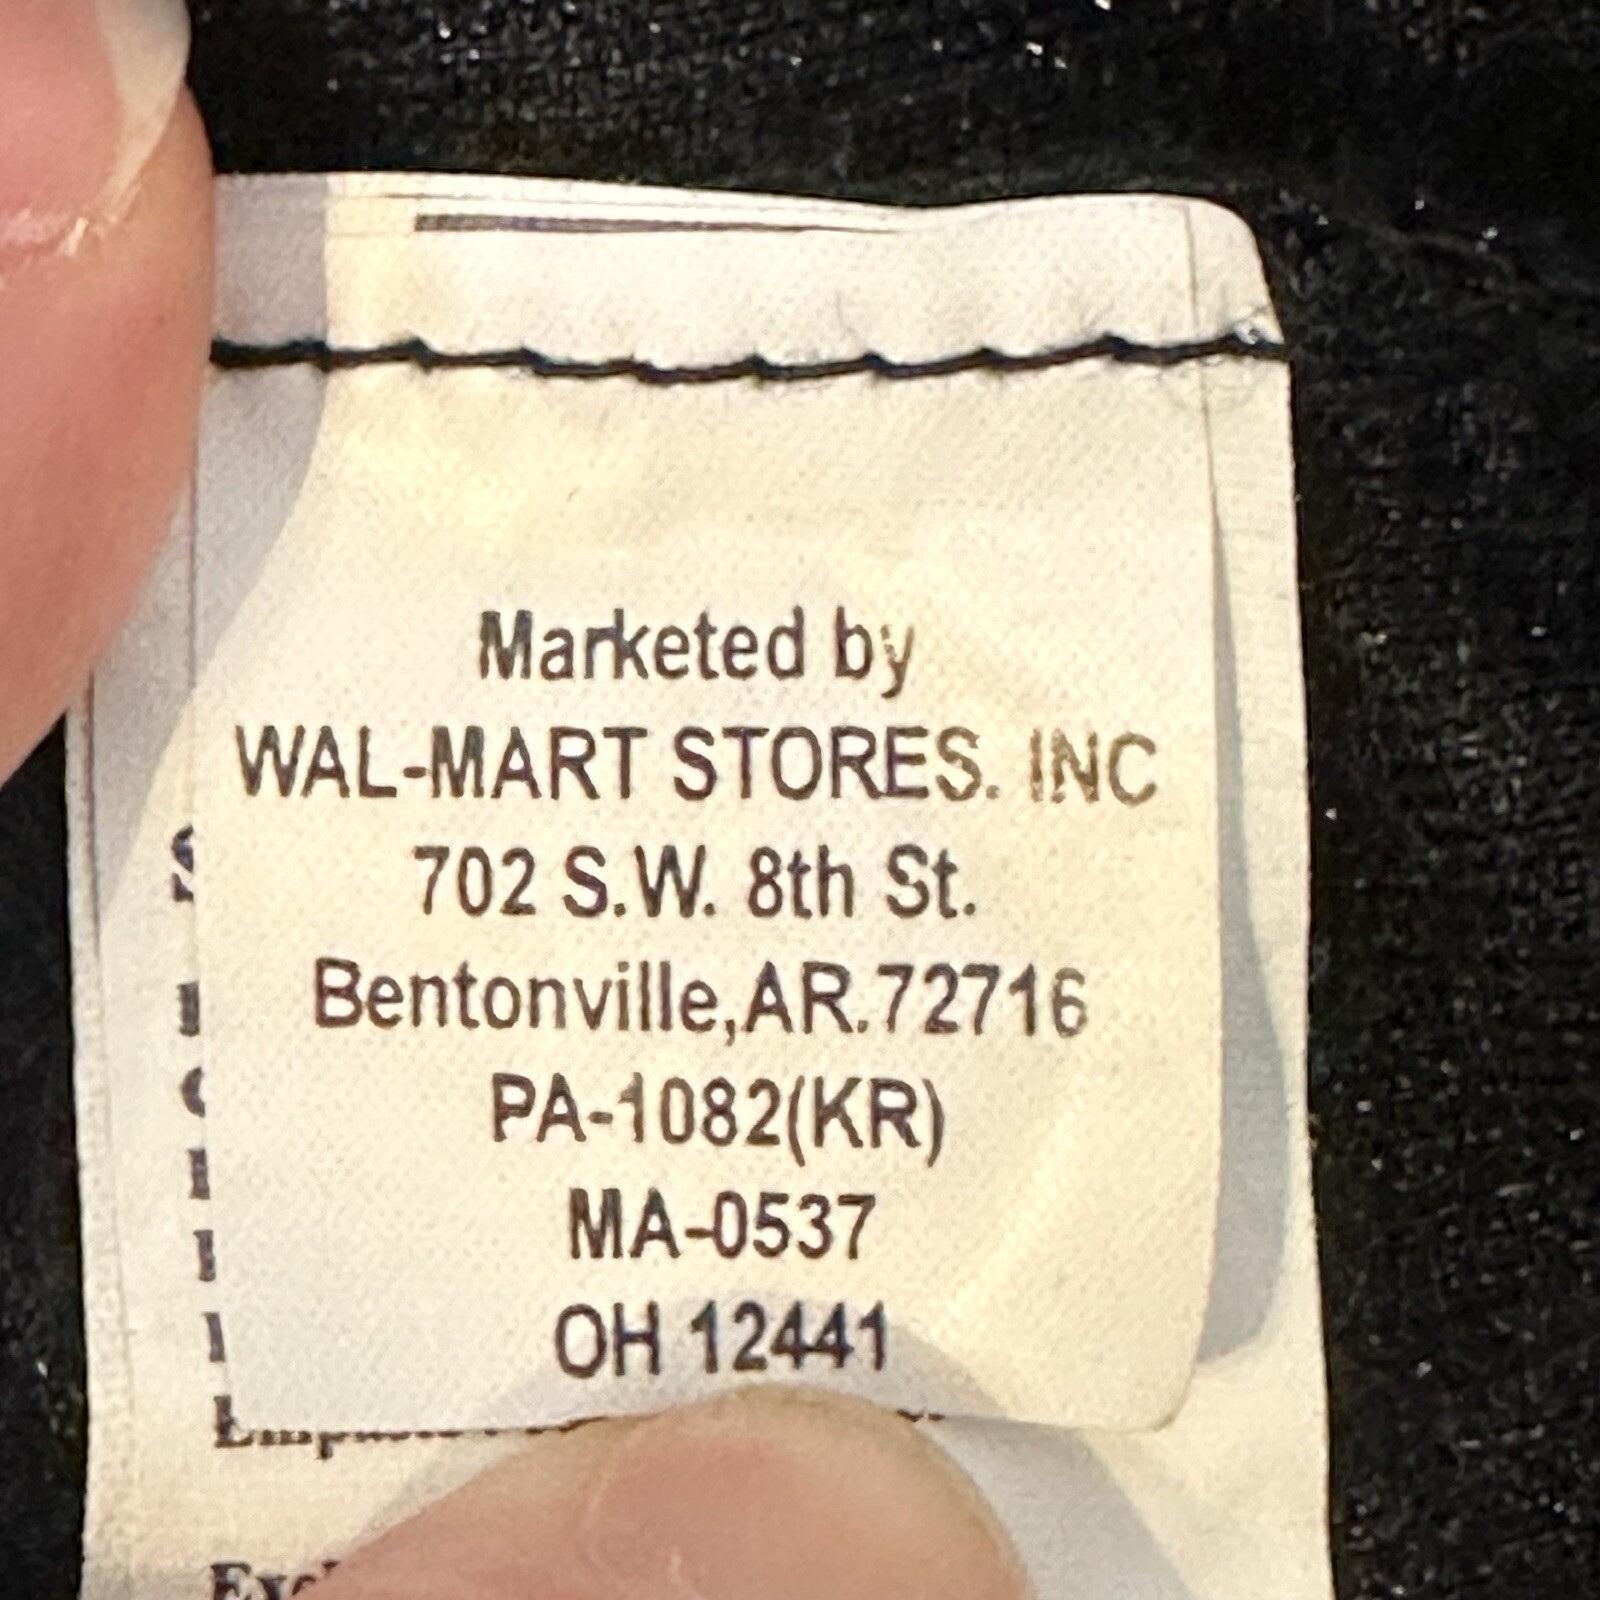 Marketed by
WAL-MART STORES. INC
702 S.W. 8th St.
Bentonville,AR.72716
PA-1082(KR)
MA-0537
OH 12441